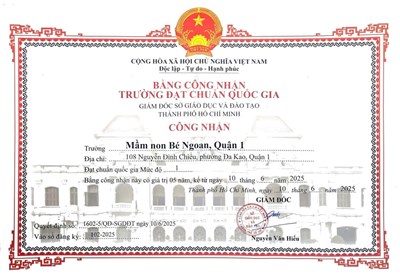 CỘNG HÒA XÃ HỘI CHỦ NGHĨA VIỆT NAM
Độc lập - Tự do - Hạnh phúc
BẰNG CÔNG NHẬN
TRƯỜNG ĐẠT CHUẨN QUỐC GIA
GIÁM ĐỐC SỞ GIÁO DỤC VÀ ĐÀO TẠO
THÀNH PHỐ HỒ CHÍ MINH
CÔNG NHẬN
Trường Mầm non Bé Ngoan, Quận 1
Địa chỉ: 108 Nguyễn Đình Chiểu, phường Đa Kao, Quận 1
Đạt chuẩn quốc gia Mức độ 1
Bằng công nhận này có giá trị 05 năm, kể từ ngày 10 tháng 6 năm 2025
Thành phố Hồ Chí Minh, ngày 10 tháng 6 năm 2025
GIÁM ĐỐC
Quyết định số: 1602-5/QĐ-SGDĐT ngày 10/6/2025
Vào sổ đăng ký: 102-2025
Nguyễn Văn Hiếu